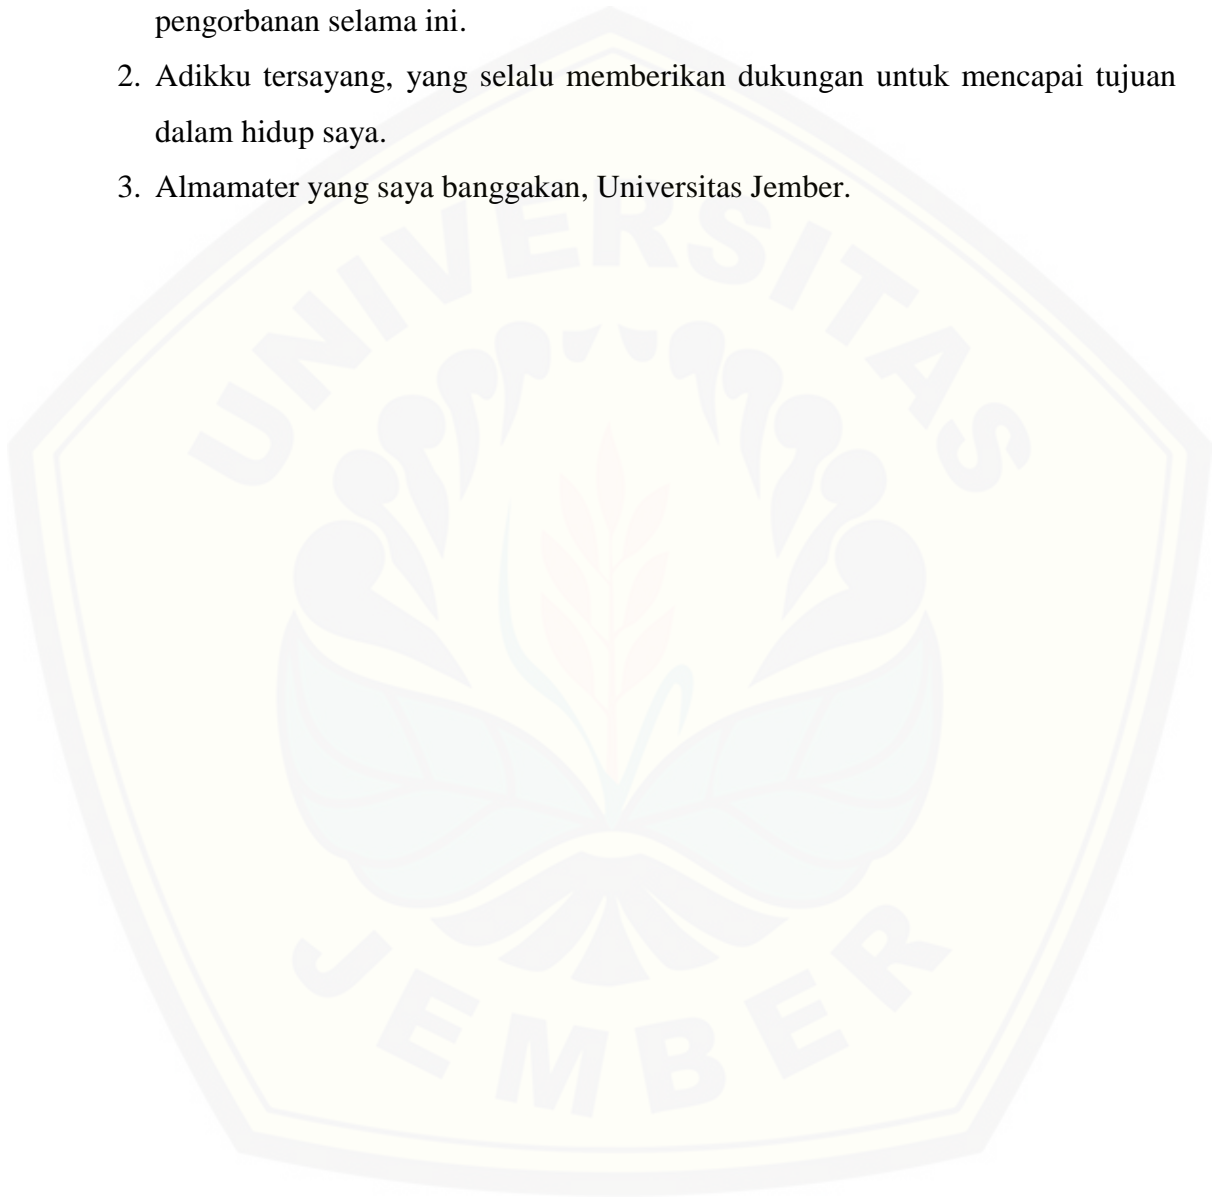 pengorbanan selama ini.
2. Adikku tersayang, yang selalu memberikan dukungan untuk mencapai tujuan
dalam hidup saya.
3. Almamater yang saya banggakan, Universitas Jember.
UNIVERSITAS
JEMBER